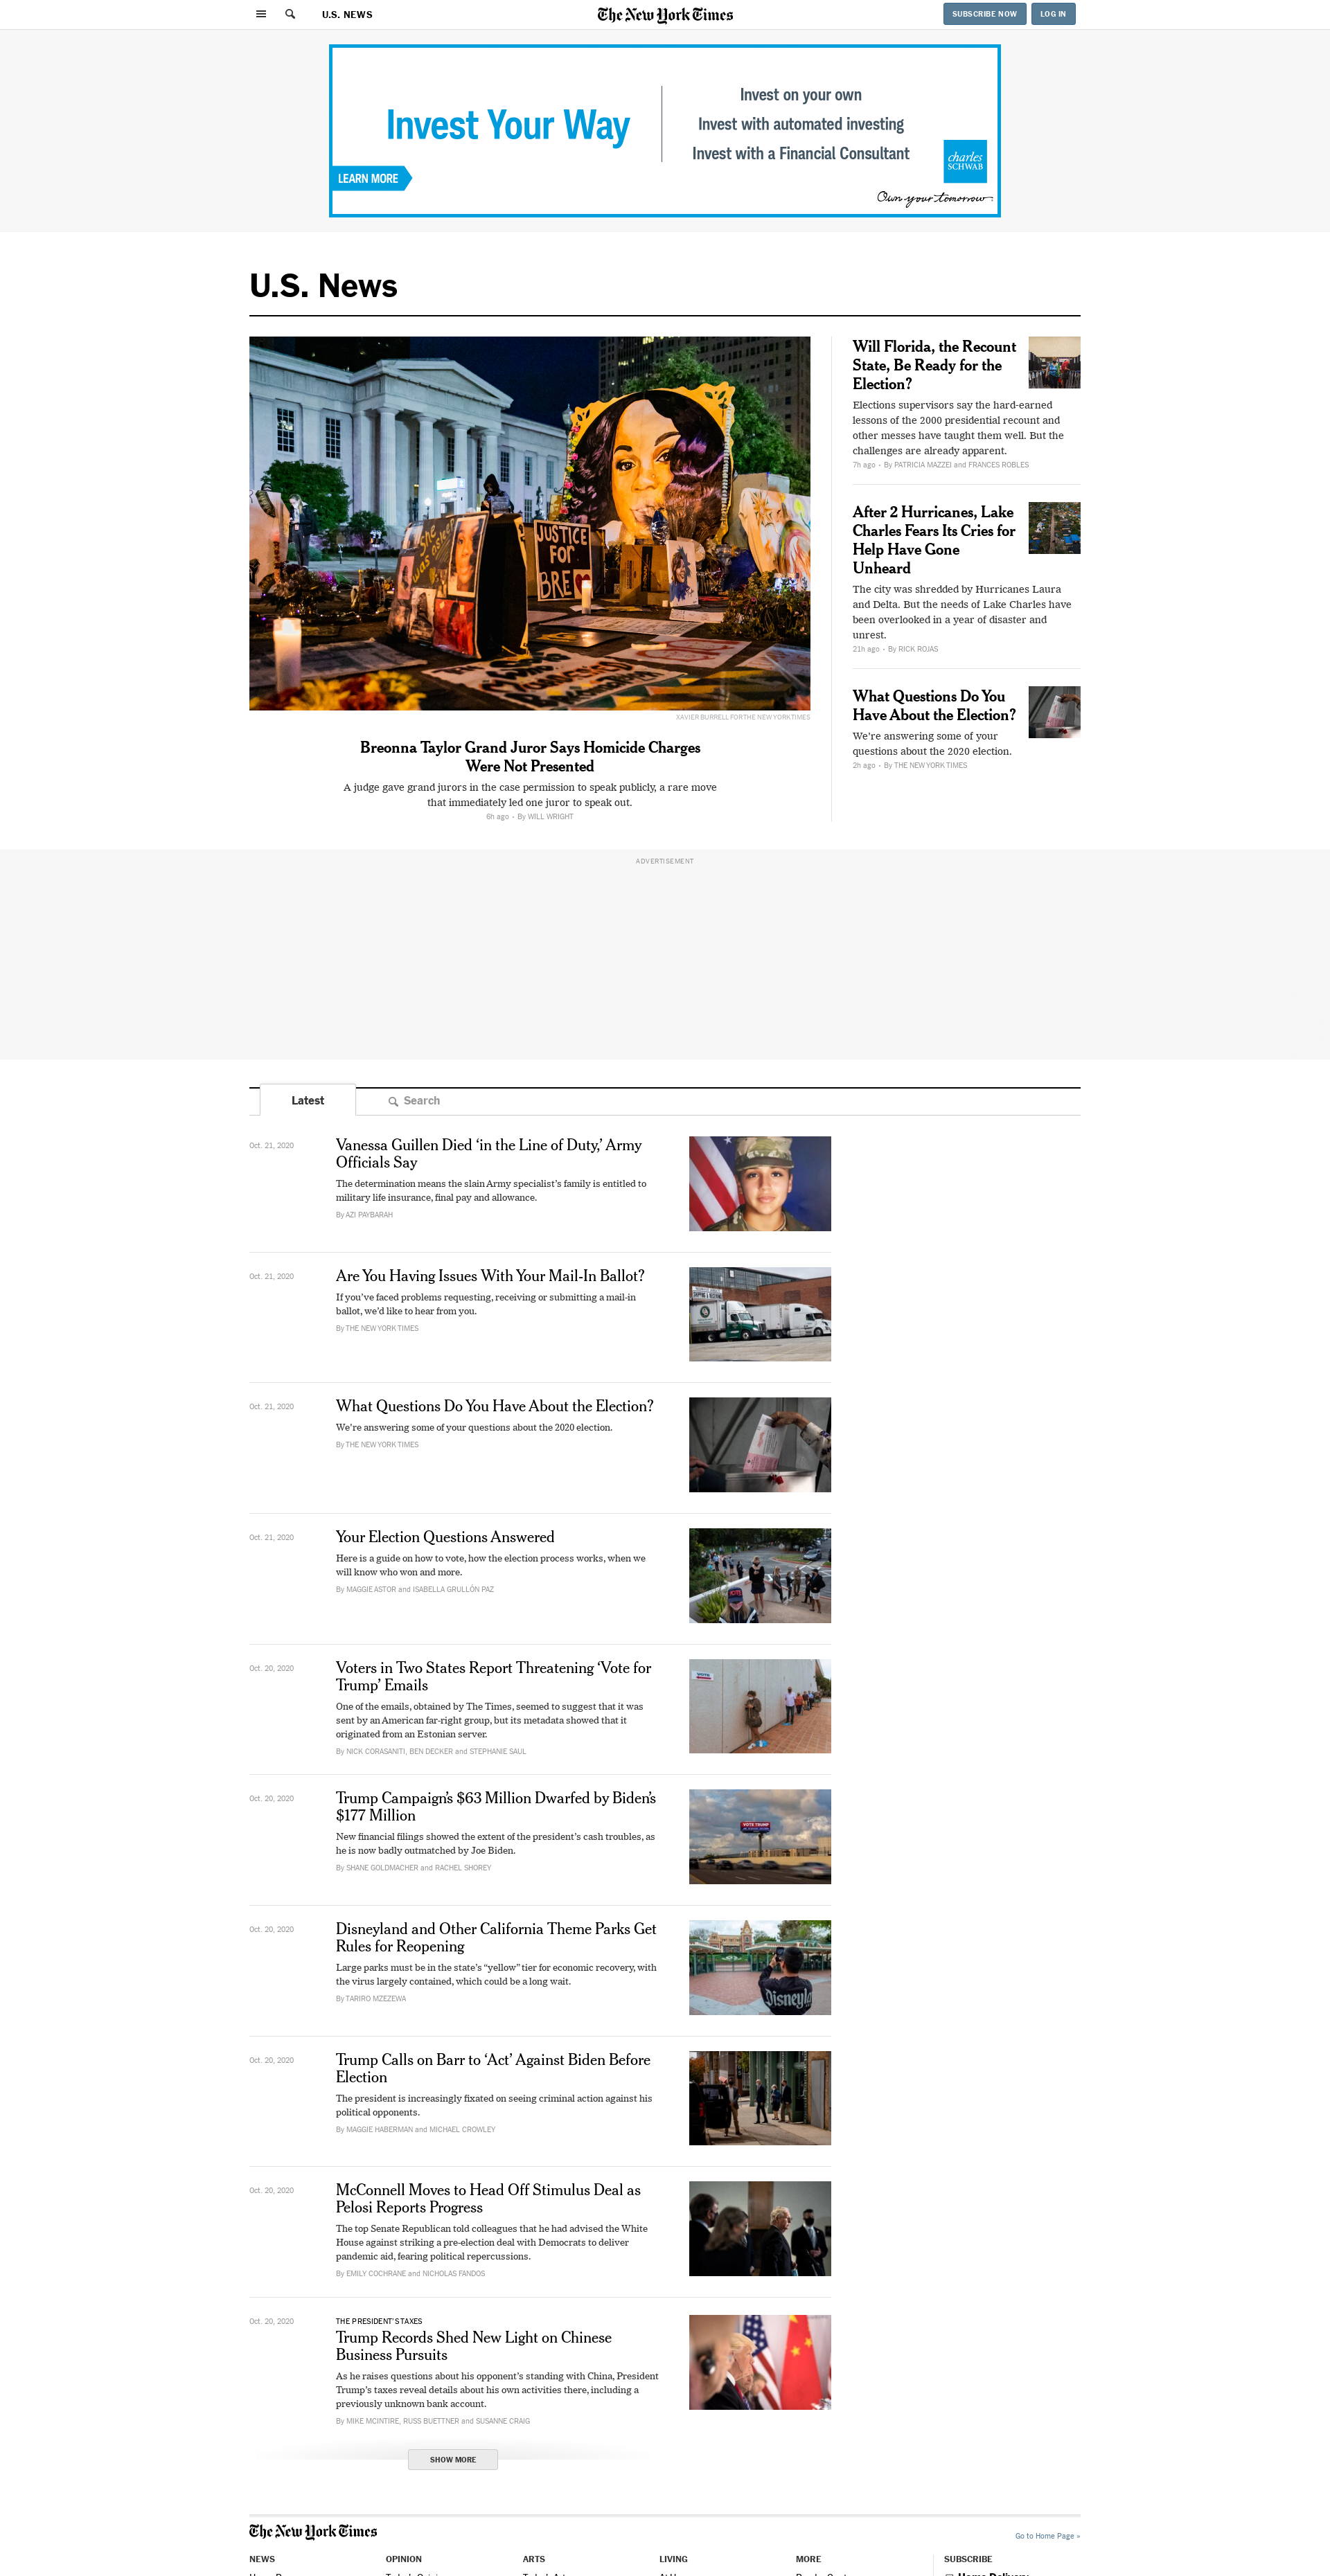 U.S. NEWS
The New York Times
SUBSCRIBE NOW
LOG IN
Invest Your Way
LEARN MORE
Invest on your own
Invest with automated investing
Invest with a Financial Consultant
charles
SCHWAB
Own your tomorrow
U.S. News
JUSTICE
FOR
BRE
XAVIER BURRELL FOR THE NEW YORK TIMES
Breonna Taylor Grand Juror Says Homicide Charges
Were Not Presented
A judge gave grand jurors in the case permission to speak publicly, a rare move
that immediately led one juror to speak out.
6h ago • By WILL WRIGHT
Will Florida, the Recount
State, Be Ready for the
Election?
Elections supervisors say the hard-earned
lessons of the 2000 presidential recount and
other messes have taught them well. But the
challenges are already apparent.
7h ago • By PATRICIA MAZZEI and FRANCES ROBLES
After 2 Hurricanes, Lake
Charles Fears Its Cries for
Help Have Gone
Unheard
The city was shredded by Hurricanes Laura
and Delta. But the needs of Lake Charles have
been overlooked in a year of disaster and
unrest.
21h ago • By RICK ROJAS
What Questions Do You
Have About the Election?
We're answering some of your
questions about the 2020 election.
2h ago • By THE NEW YORK TIMES
ADVERTISEMENT
Latest
Search
Oct. 21, 2020
Vanessa Guillen Died ‘in the Line of Duty,’ Army
Officials Say
The determination means the slain Army specialist’s family is entitled to
military life insurance, final pay and allowance.
By AZI PAYBARAH
Oct. 21, 2020
Are You Having Issues With Your Mail-In Ballot?
If you’ve faced problems requesting, receiving or submitting a mail-in
ballot, we’d like to hear from you.
By THE NEW YORK TIMES
Oct. 21, 2020
What Questions Do You Have About the Election?
We’re answering some of your questions about the 2020 election.
By THE NEW YORK TIMES
Oct. 21, 2020
Your Election Questions Answered
Here is a guide on how to vote, how the election process works, when we
will know who won and more.
By MAGGIE ASTOR and ISABELLA GRULLÓN PAZ
Oct. 20, 2020
Voters in Two States Report Threatening ‘Vote for
Trump’ Emails
One of the emails, obtained by The Times, seemed to suggest that it was
sent by an American far-right group, but its metadata showed that it
originated from an Estonian server.
By NICK CORASANITI, BEN DECKER and STEPHANIE SAUL
VOTE
Oct. 20, 2020
Trump Campaign’s $63 Million Dwarfed by Biden’s
$177 Million
New financial filings showed the extent of the president’s cash troubles, as
he is now badly outmatched by Joe Biden.
By SHANE GOLDMACHER and RACHEL SHOREY
VOTE TRUMP
Oct. 20, 2020
Disneyland and Other California Theme Parks Get
Rules for Reopening
Large parks must be in the state’s “yellow” tier for economic recovery, with
the virus largely contained, which could be a long wait.
By TARIRO MZEZEWA
Disneyla
Oct. 20, 2020
Trump Calls on Barr to ‘Act’ Against Biden Before
Election
The president is increasingly fixated on seeing criminal action against his
political opponents.
By MAGGIE HABERMAN and MICHAEL CROWLEY
Oct. 20, 2020
McConnell Moves to Head Off Stimulus Deal as
Pelosi Reports Progress
The top Senate Republican told colleagues that he had advised the White
House against striking a pre-election deal with Democrats to deliver
pandemic aid, fearing political repercussions.
By EMILY COCHRANE and NICHOLAS FANDOS
Oct. 20, 2020
THE PRESIDENT'S TAXES
Trump Records Shed New Light on Chinese
Business Pursuits
As he raises questions about his opponent’s standing with China, President
Trump’s taxes reveal details about his own activities there, including a
previously unknown bank account.
By MIKE MCINTIRE, RUSS BUETTNER and SUSANNE CRAIG
SHOW MORE
The New York Times
Go to Home Page »
NEWS
OPINION
ARTS
LIVING
MORE
SUBSCRIBE